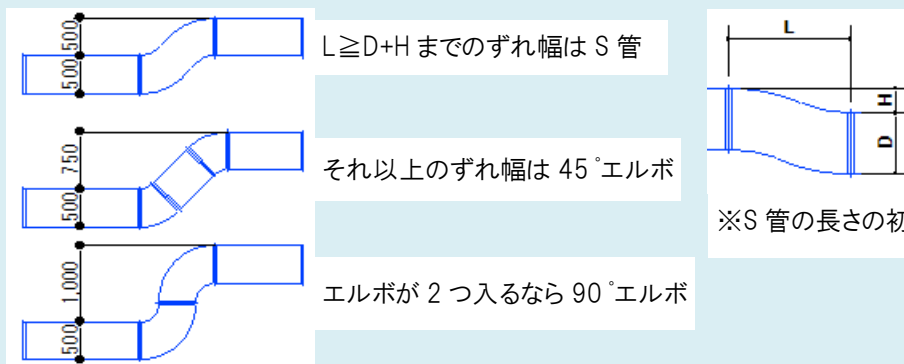 500
500
L≧D+H までのずれ幅は S 管
750
500
それ以上のずれ幅は 45°エルボ
1,000
500
エルボが 2 つ入るなら 90°エルボ
L
H
D
※S 管の長さの初